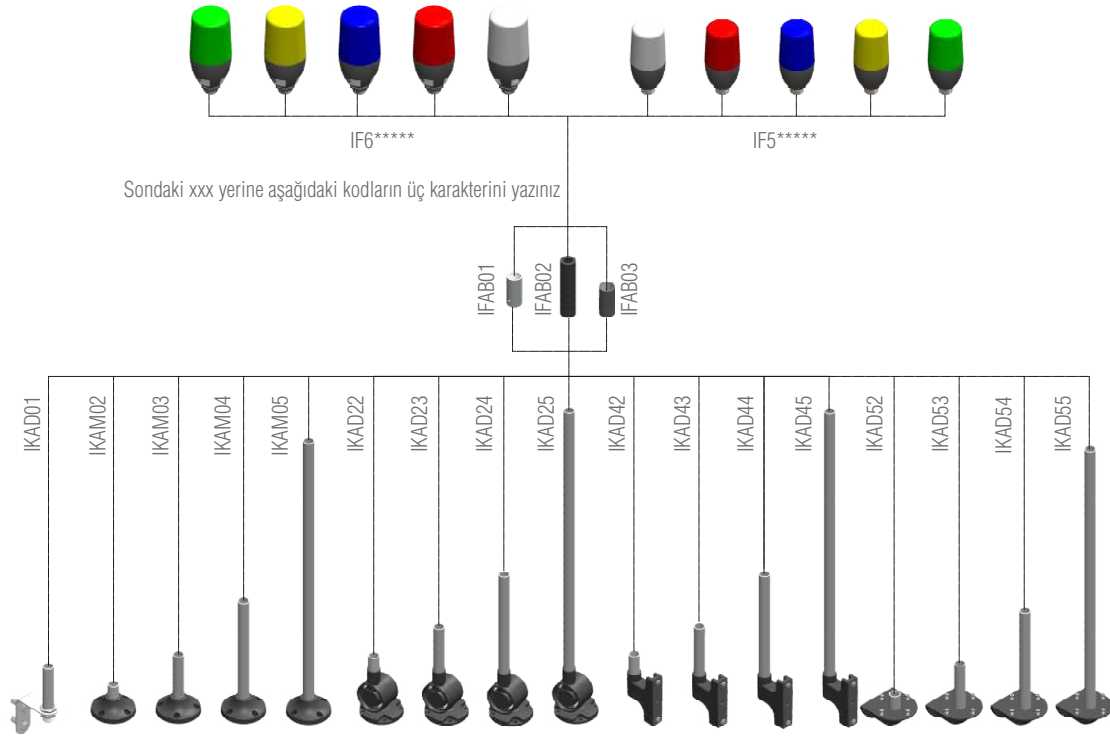 IF6*****
IF5*****
Sondaki xxx yerine aşağıdaki kodların üç karakterini yazınız
IFAB01
IFAB02
IFAB03
IKAD01
IKAM02
IKAM03
IKAM04
IKAM05
IKAD22
IKAD23
IKAD24
IKAD25
IKAD42
IKAD43
IKAD44
IKAD45
IKAD52
IKAD53
IKAD54
IKAD55